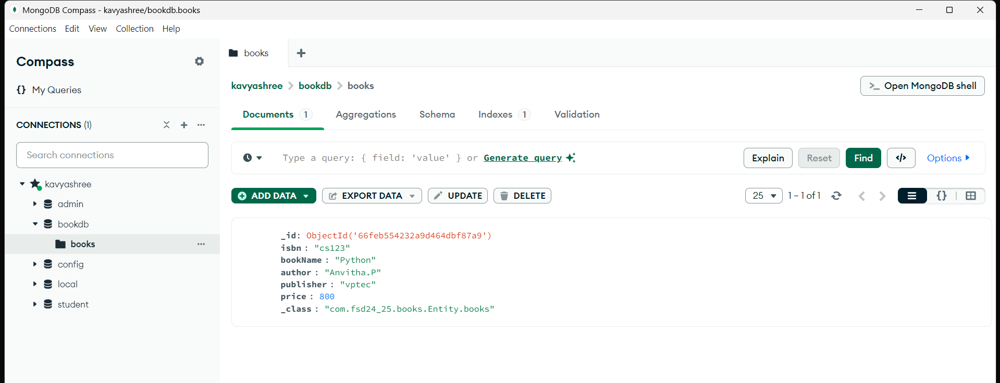 MongoDB Compass - kavyashree/bookdb.books
Connections Edit View Collection Help
Compass
{} My Queries
CONNECTIONS (1)
Search connections
kavyashree
admin
bookdb
books
config
local
student
books
kavyashree > bookdb > books
>_ Open MongoDB shell
Documents 1 Aggregations Schema Indexes 1 Validation
Type a query: { field: 'value' } or Generate query
Explain Reset Find </> Options
ADD DATA EXPORT DATA UPDATE DELETE
25 1 – 1 of 1 {}
_id: ObjectId('66feb554232a9d464dbf87a9')
isbn : "cs123"
bookName : "Python"
author : "Anvitha.P"
publisher : "vptec"
price : 800
_class : "com.fsd24_25.books.Entity.books"